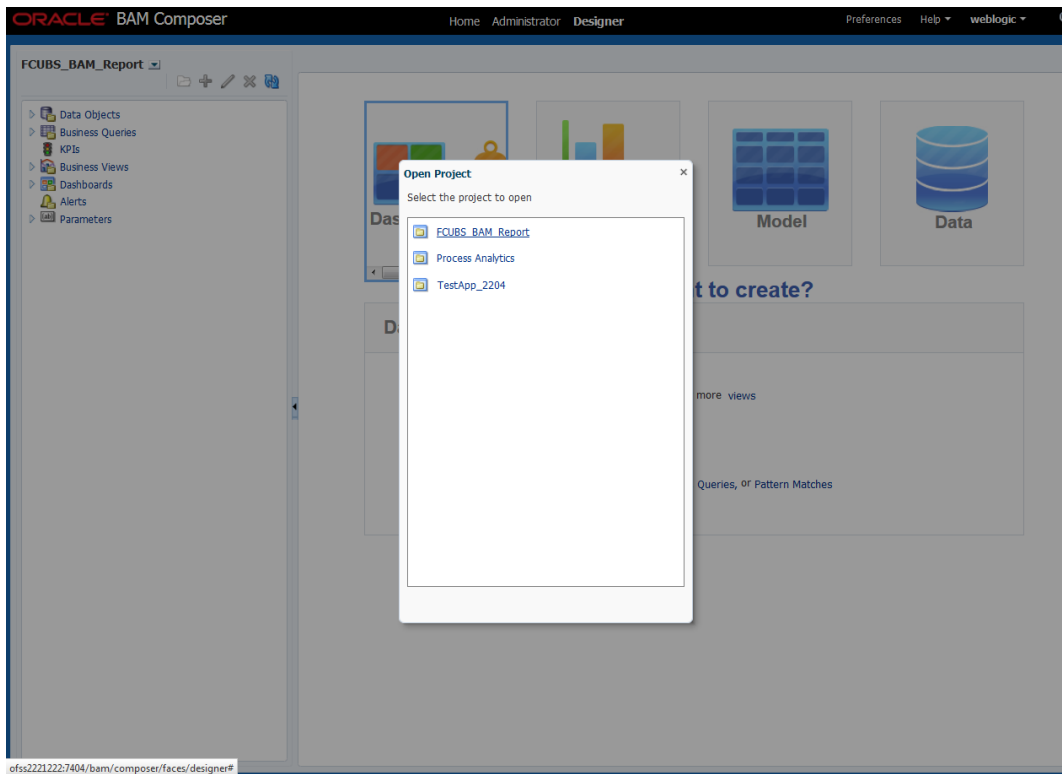 ORACLE BAM Composer
Home Administrator Designer
Preferences Help weblogic
FCUBS_BAM_Report
Data Objects
Business Queries
KPIs
Business Views
Dashboards
Alerts
Parameters
Open Project
Select the project to open
FCUBS_BAM_Report
Process Analytics
TestApp_2204
Das
Model
Data
t to create?
D
more views
Queries, or Pattern Matches
ofss2221222:7404/bam/composer/faces/designer#